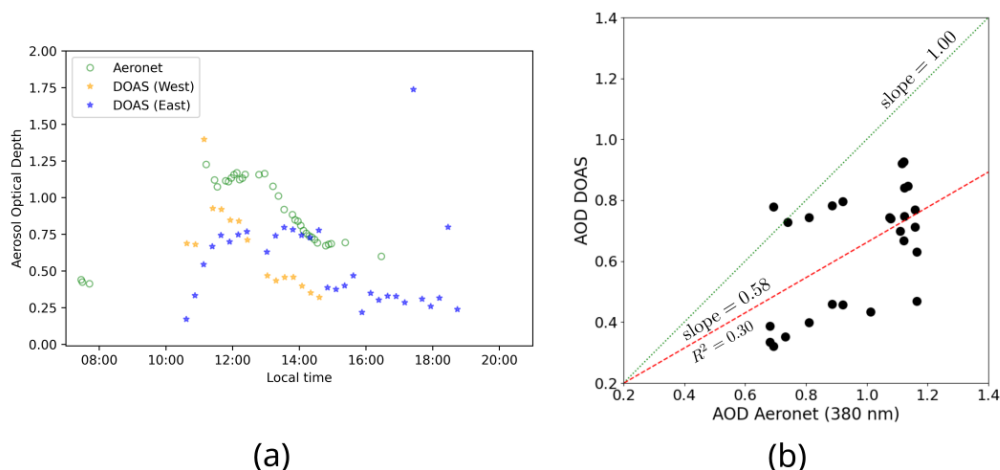 2.00
1.75
1.50
1.25
1.00
0.75
0.50
0.25
0.00
Aerosol Optical Depth
Aeronet
DOAS (West)
DOAS (East)
08:00 10:00 12:00 14:00 16:00 18:00 20:00
Local time
(a)
1.4
1.2
1.0
0.8
0.6
0.4
0.2
AOD DOAS
slope = 1.00
slope = 0.58
R² = 0.30
0.2 0.4 0.6 0.8 1.0 1.2 1.4
AOD Aeronet (380 nm)
(b)